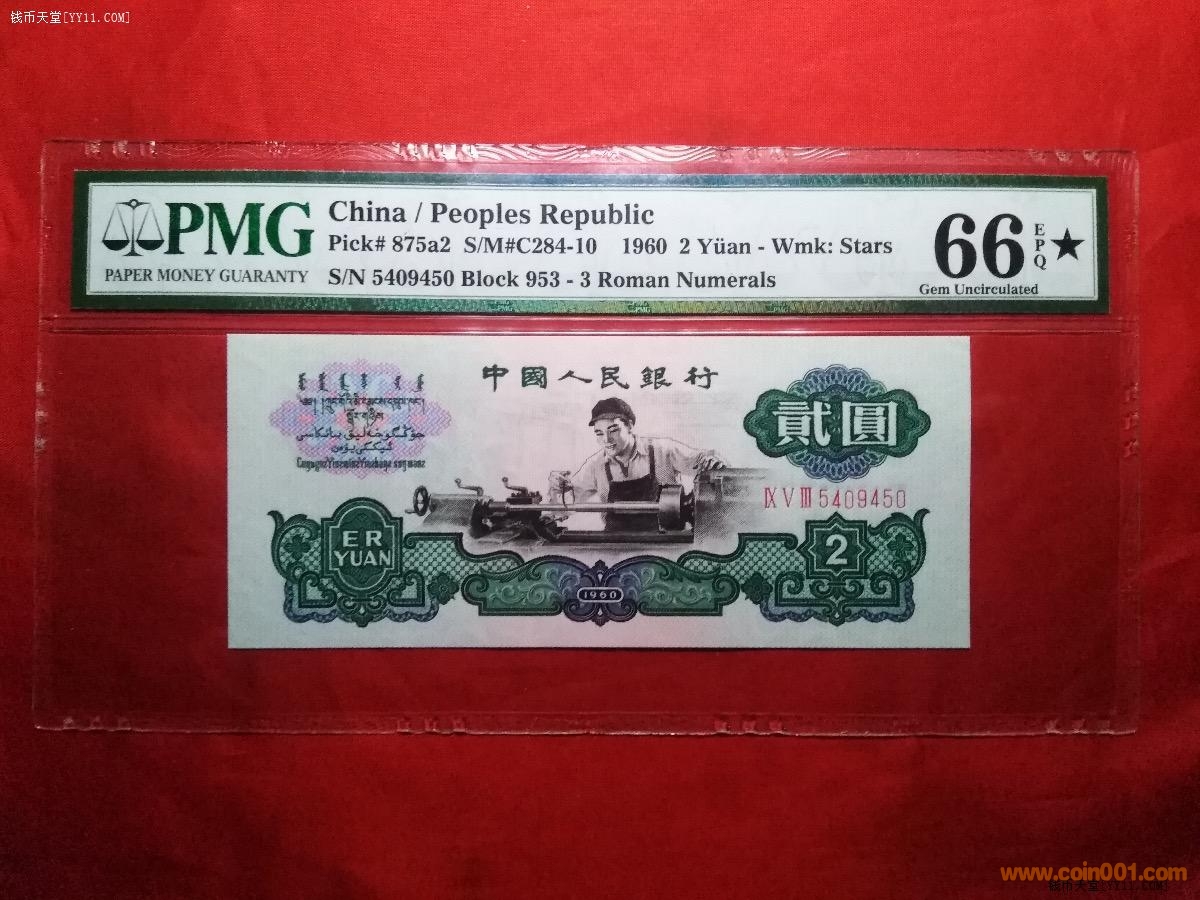 钱币天堂[YY11.COM]
PMG
PAPER MONEY GUARANTY
China / Peoples Republic
Pick# 875a2 S/M#C284-10 1960 2 Yüan - Wmk: Stars
S/N 5409450 Block 953 - 3 Roman Numerals
66 EPQ ★
Gem Uncirculated
中國人民銀行
貳圓
ⅨⅤⅢ 5409450
ER
YUAN
2
1960
www.coin001.com
钱币天堂[YY11.COM]